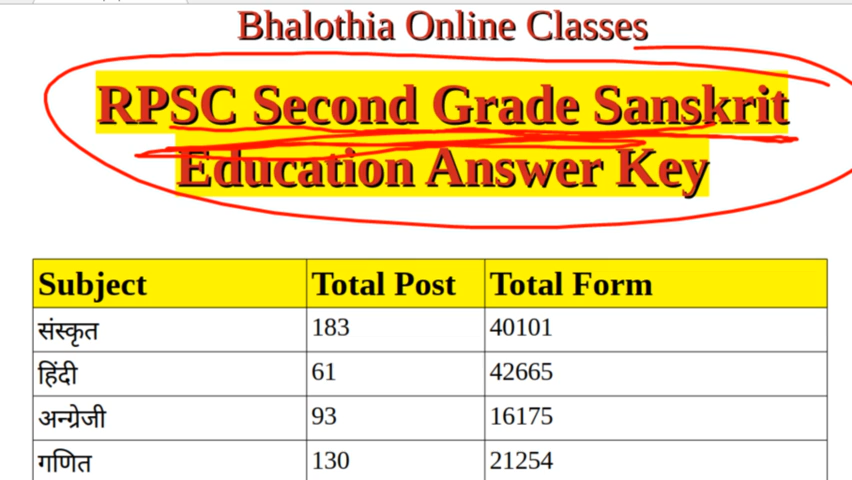 Bhalothia Online Classes
RPSC Second Grade Sanskrit
Education Answer Key
Subject Total Post Total Form
संस्कृत 183 40101
हिंदी 61 42665
अन्ग्रेजी 93 16175
गणित 130 21254